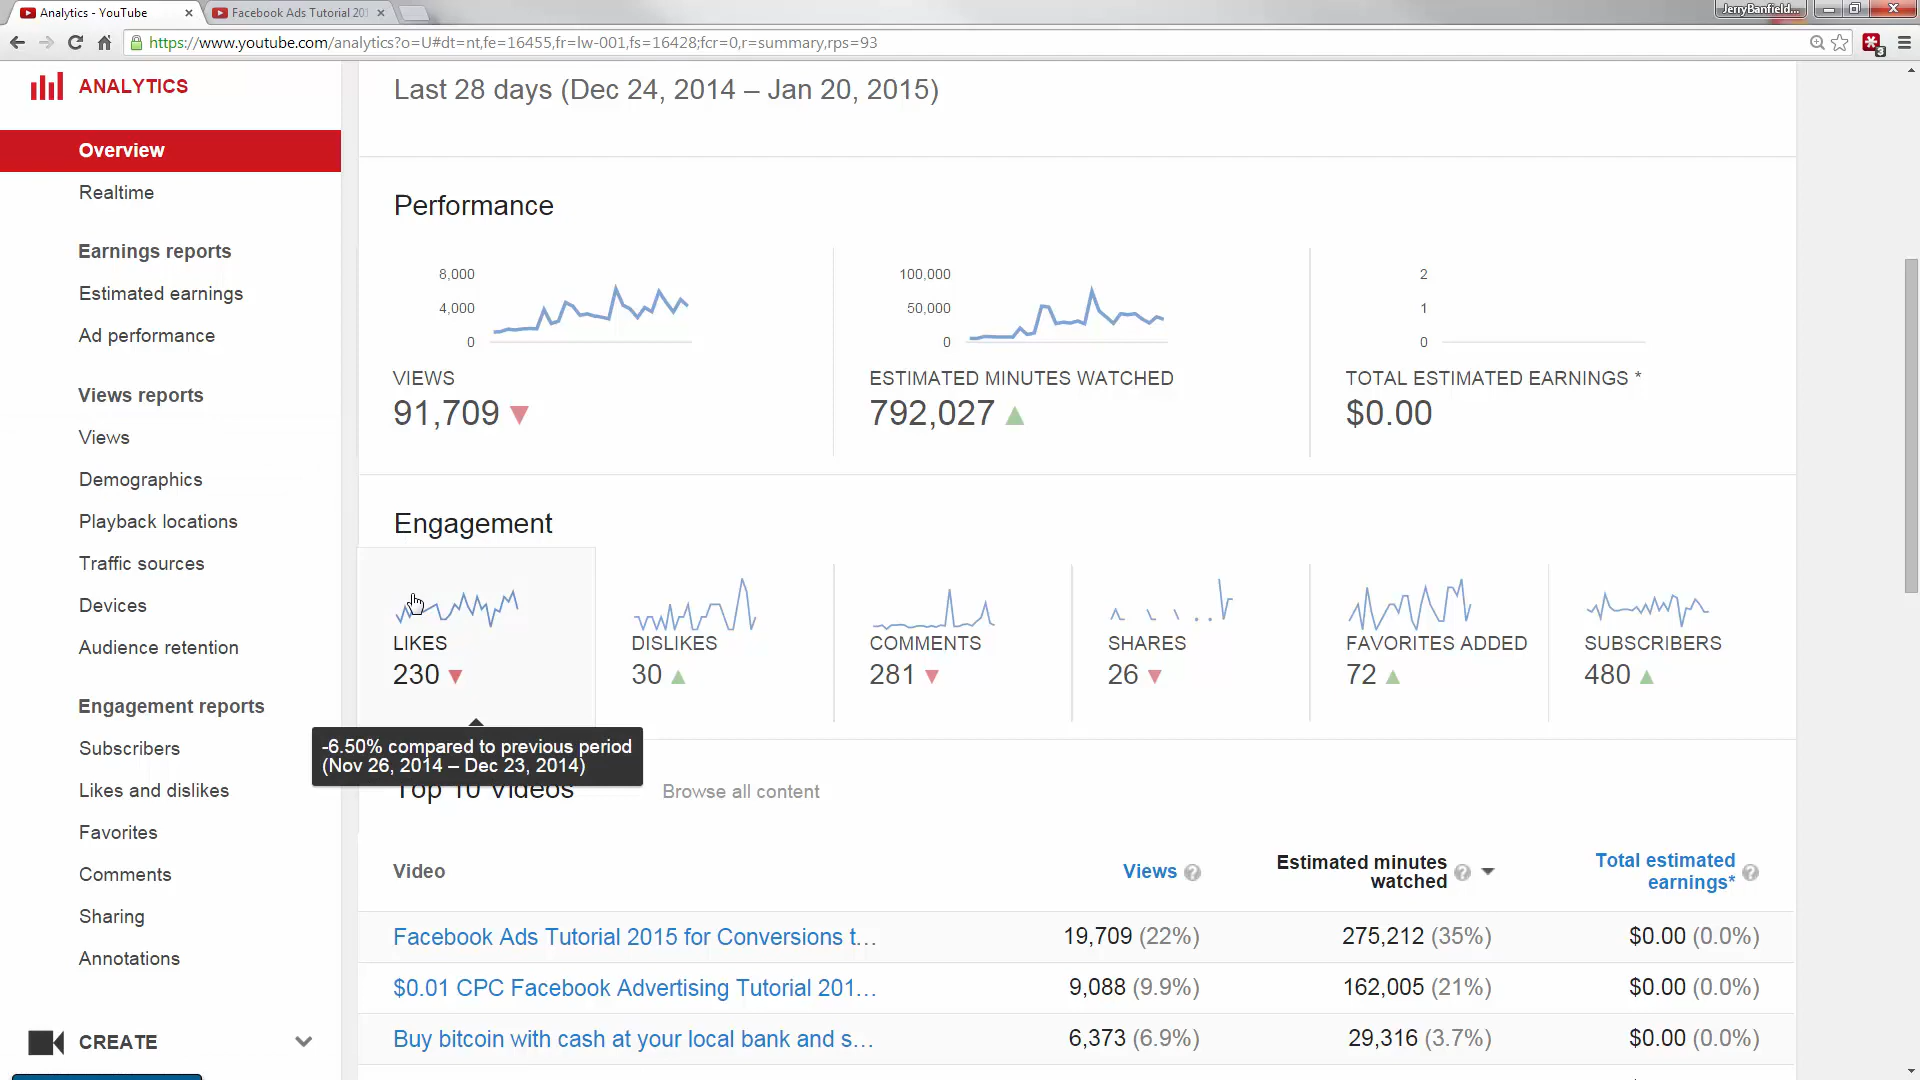 Analytics - YouTube
Facebook Ads Tutorial 201
JerryBanfield...
https://www.youtube.com/analytics?o=U#dt=nt,fe=16455,fr=lw-001,fs=16428;fcr=0,r=summary,rps=93
3
ANALYTICS
Overview
Realtime
Earnings reports
Estimated earnings
Ad performance
Views reports
Views
Demographics
Playback locations
Traffic sources
Devices
Audience retention
Engagement reports
Subscribers
Likes and dislikes
Favorites
Comments
Sharing
Annotations
CREATE
Last 28 days (Dec 24, 2014 – Jan 20, 2015)
Performance
8,000
4,000
0
VIEWS
91,709
100,000
50,000
0
ESTIMATED MINUTES WATCHED
792,027
2
1
0
TOTAL ESTIMATED EARNINGS *
$0.00
Engagement
LIKES
230
DISLIKES
30
COMMENTS
281
SHARES
26
FAVORITES ADDED
72
SUBSCRIBERS
480
-6.50% compared to previous period
(Nov 26, 2014 – Dec 23, 2014)
Top 10 Videos
Browse all content
Video
Views ?
Estimated minutes watched ?
Total estimated earnings* ?
Facebook Ads Tutorial 2015 for Conversions t... 19,709 (22%) 275,212 (35%) $0.00 (0.0%)
$0.01 CPC Facebook Advertising Tutorial 201... 9,088 (9.9%) 162,005 (21%) $0.00 (0.0%)
Buy bitcoin with cash at your local bank and s... 6,373 (6.9%) 29,316 (3.7%) $0.00 (0.0%)